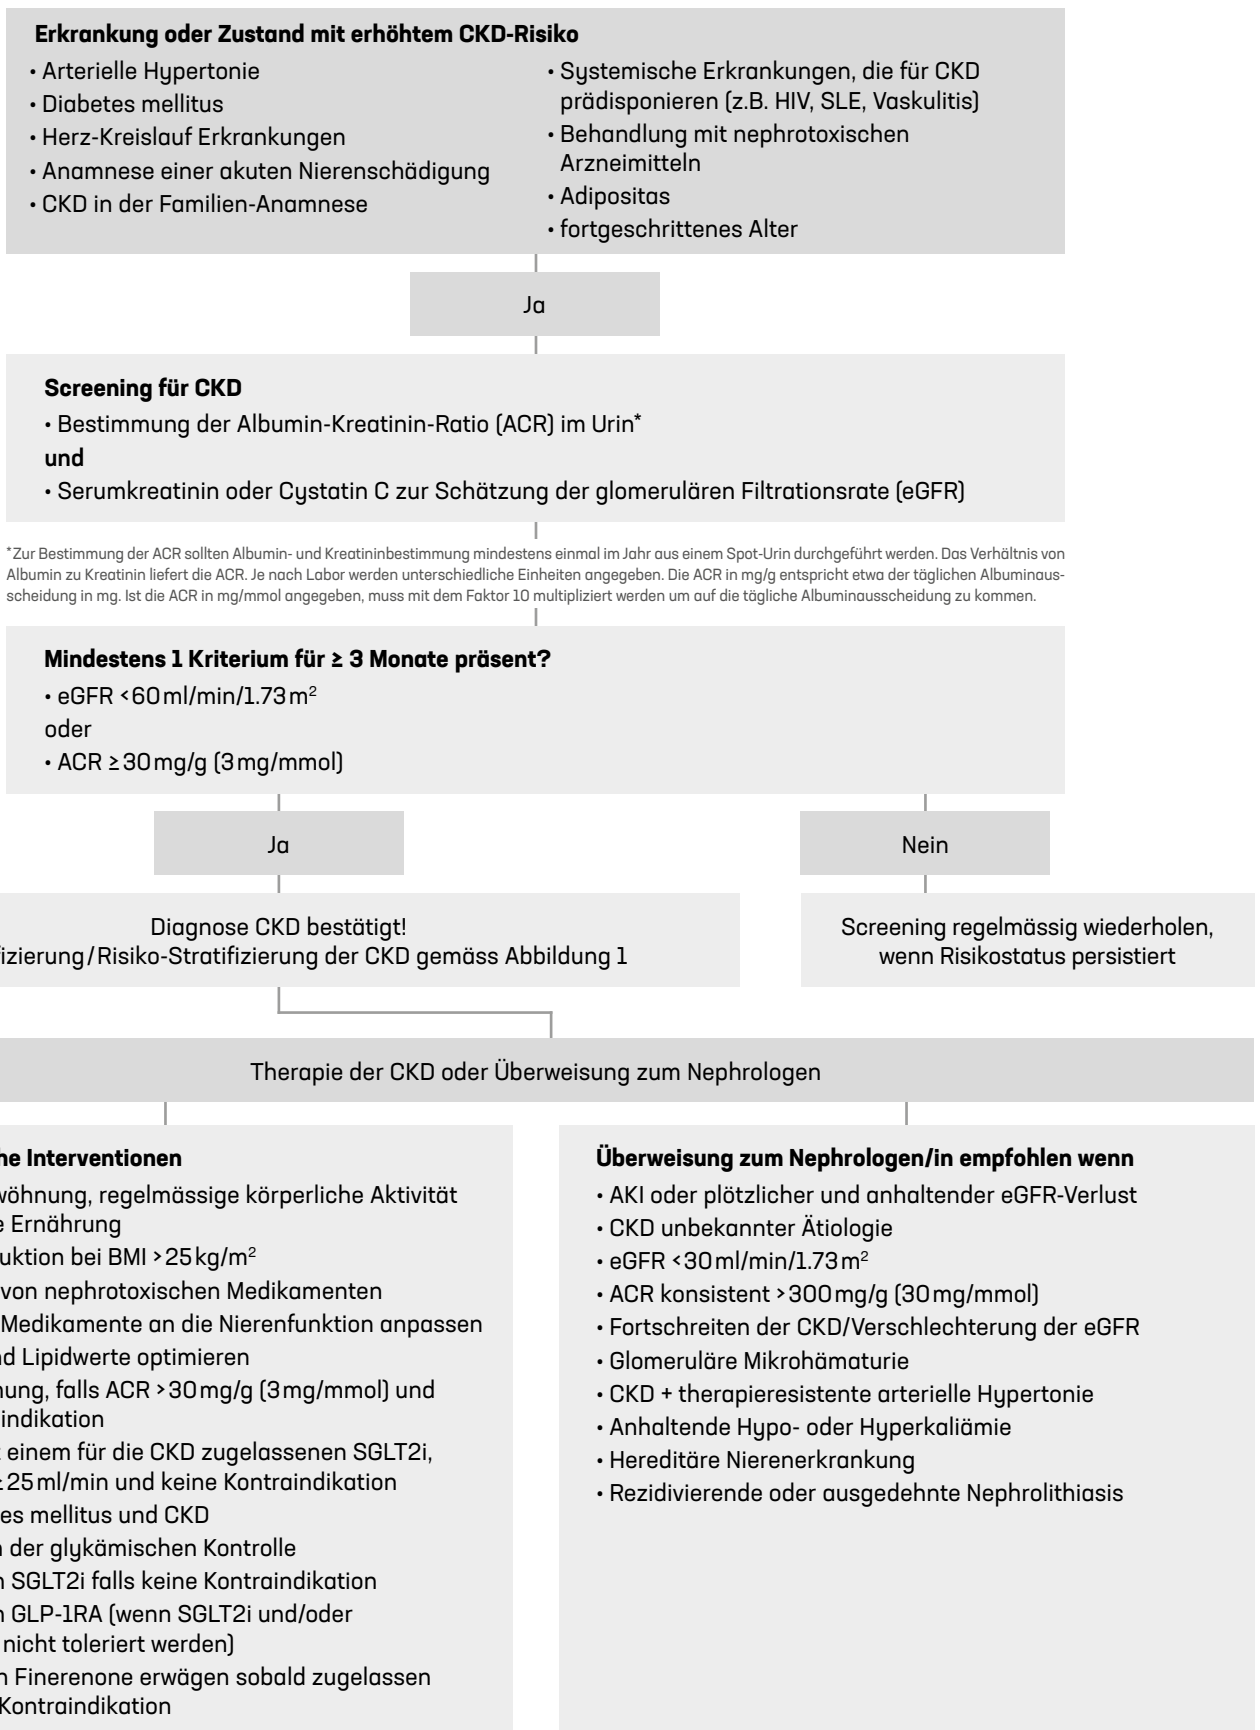 Erkrankung oder Zustand mit erhöhtem CKD-Risiko
• Arterielle Hypertonie
• Diabetes mellitus
• Herz-Kreislauf Erkrankungen
• Anamnese einer akuten Nierenschädigung
• CKD in der Familien-Anamnese
• Systemische Erkrankungen, die für CKD
prädisponieren (z.B. HIV, SLE, Vaskulitis)
• Behandlung mit nephrotoxischen
Arzneimitteln
• Adipositas
• fortgeschrittenes Alter
Ja
Screening für CKD
• Bestimmung der Albumin-Kreatinin-Ratio (ACR) im Urin*
und
• Serumkreatinin oder Cystatin C zur Schätzung der glomerulären Filtrationsrate (eGFR)
*Zur Bestimmung der ACR sollten Albumin- und Kreatininbestimmung mindestens einmal im Jahr aus einem Spot-Urin durchgeführt werden. Das Verhältnis von
Albumin zu Kreatinin liefert die ACR. Je nach Labor werden unterschiedliche Einheiten angegeben. Die ACR in mg/g entspricht etwa der täglichen Albuminaus-
scheidung in mg. Ist die ACR in mg/mmol angegeben, muss mit dem Faktor 10 multipliziert werden um auf die tägliche Albuminausscheidung zu kommen.
Mindestens 1 Kriterium für ≥ 3 Monate präsent?
• eGFR <60 ml/min/1.73 m²
oder
• ACR ≥ 30 mg/g (3 mg/mmol)
Ja
Nein
Diagnose CKD bestätigt!
fizierung/Risiko-Stratifizierung der CKD gemäss Abbildung 1
Screening regelmässig wiederholen,
wenn Risikostatus persistiert
Therapie der CKD oder Überweisung zum Nephrologen
he Interventionen
wöhnung, regelmässige körperliche Aktivität
e Ernährung
uktion bei BMI >25 kg/m²
von nephrotoxischen Medikamenten
Medikamente an die Nierenfunktion anpassen
nd Lipidwerte optimieren
nung, falls ACR >30 mg/g (3 mg/mmol) und
indikation
t einem für die CKD zugelassenen SGLT2i,
≥25 ml/min und keine Kontraindikation
es mellitus und CKD
n der glykämischen Kontrolle
n SGLT2i falls keine Kontraindikation
n GLP-1RA (wenn SGLT2i und/oder
nicht toleriert werden)
n Finerenone erwägen sobald zugelassen
Kontraindikation
Überweisung zum Nephrologen/in empfohlen wenn
• AKI oder plötzlicher und anhaltender eGFR-Verlust
• CKD unbekannter Ätiologie
• eGFR <30 ml/min/1.73 m²
• ACR konsistent >300 mg/g (30 mg/mmol)
• Fortschreiten der CKD/Verschlechterung der eGFR
• Glomeruläre Mikrohämaturie
• CKD + therapieresistente arterielle Hypertonie
• Anhaltende Hypo- oder Hyperkaliämie
• Hereditäre Nierenerkrankung
• Rezidivierende oder ausgedehnte Nephrolithiasis